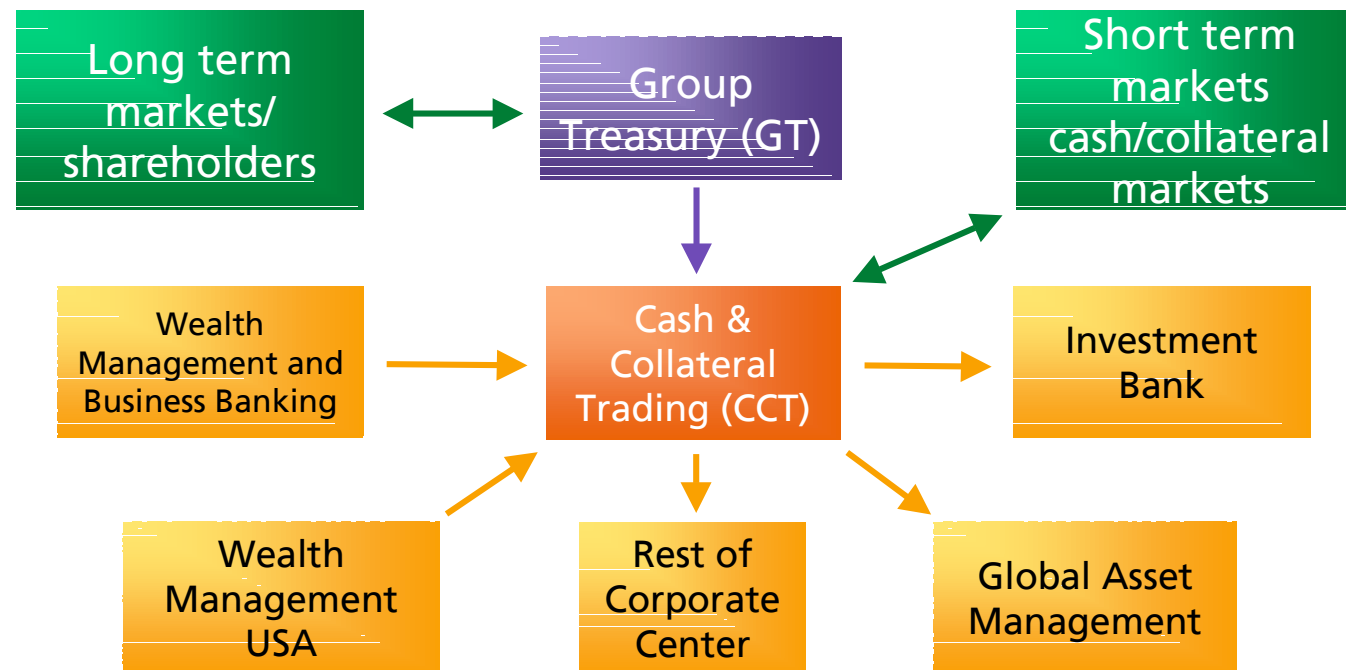 Long term
markets/
shareholders
Group
Treasury (GT)
Short term
markets
cash/collateral
markets
Wealth
Management and
Business Banking
Cash &
Collateral
Trading (CCT)
Investment
Bank
Wealth
Management
USA
Rest of
Corporate
Center
Global Asset
Management